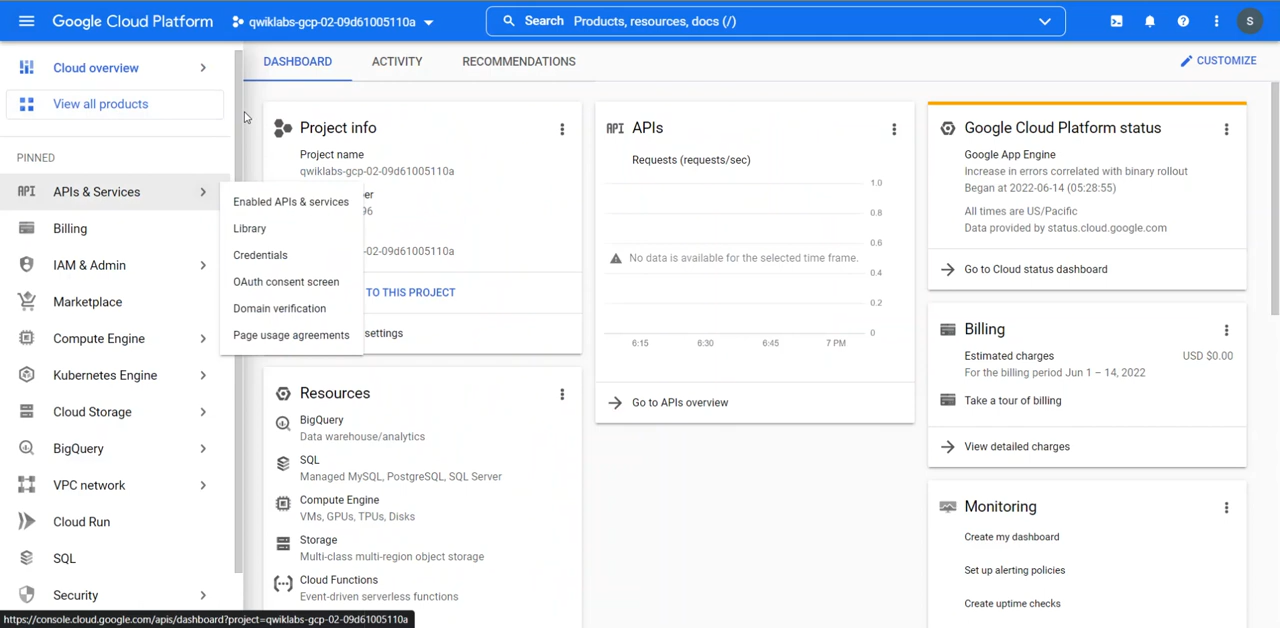 Google Cloud Platform
qwiklabs-gcp-02-09d61005110a
Search Products, resources, docs (/)
S
Cloud overview
View all products
PINNED
API APIs & Services
Billing
IAM & Admin
Marketplace
Compute Engine
Kubernetes Engine
Cloud Storage
BigQuery
VPC network
Cloud Run
SQL
Security
Enabled APIs & services
Library
Credentials
OAuth consent screen
Domain verification
Page usage agreements
DASHBOARD
ACTIVITY
RECOMMENDATIONS
CUSTOMIZE
Project info
Project name
qwiklabs-gcp-02-09d61005110a
er
96
-02-09d61005110a
TO THIS PROJECT
settings
Resources
BigQuery
Data warehouse/analytics
SQL
Managed MySQL, PostgreSQL, SQL Server
Compute Engine
VMs, GPUs, TPUs, Disks
Storage
Multi-class multi-region object storage
Cloud Functions
Event-driven serverless functions
API APIs
Requests (requests/sec)
1.0
0.8
0.6
No data is available for the selected time frame.
0.4
0.2
0
6:15 6:30 6:45 7 PM
Go to APIs overview
Google Cloud Platform status
Google App Engine
Increase in errors correlated with binary rollout
Began at 2022-06-14 (05:28:55)
All times are US/Pacific
Data provided by status.cloud.google.com
Go to Cloud status dashboard
Billing
Estimated charges USD $0.00
For the billing period Jun 1 – 14, 2022
Take a tour of billing
View detailed charges
Monitoring
Create my dashboard
Set up alerting policies
Create uptime checks
https://console.cloud.google.com/apis/dashboard?project=qwiklabs-gcp-02-09d61005110a